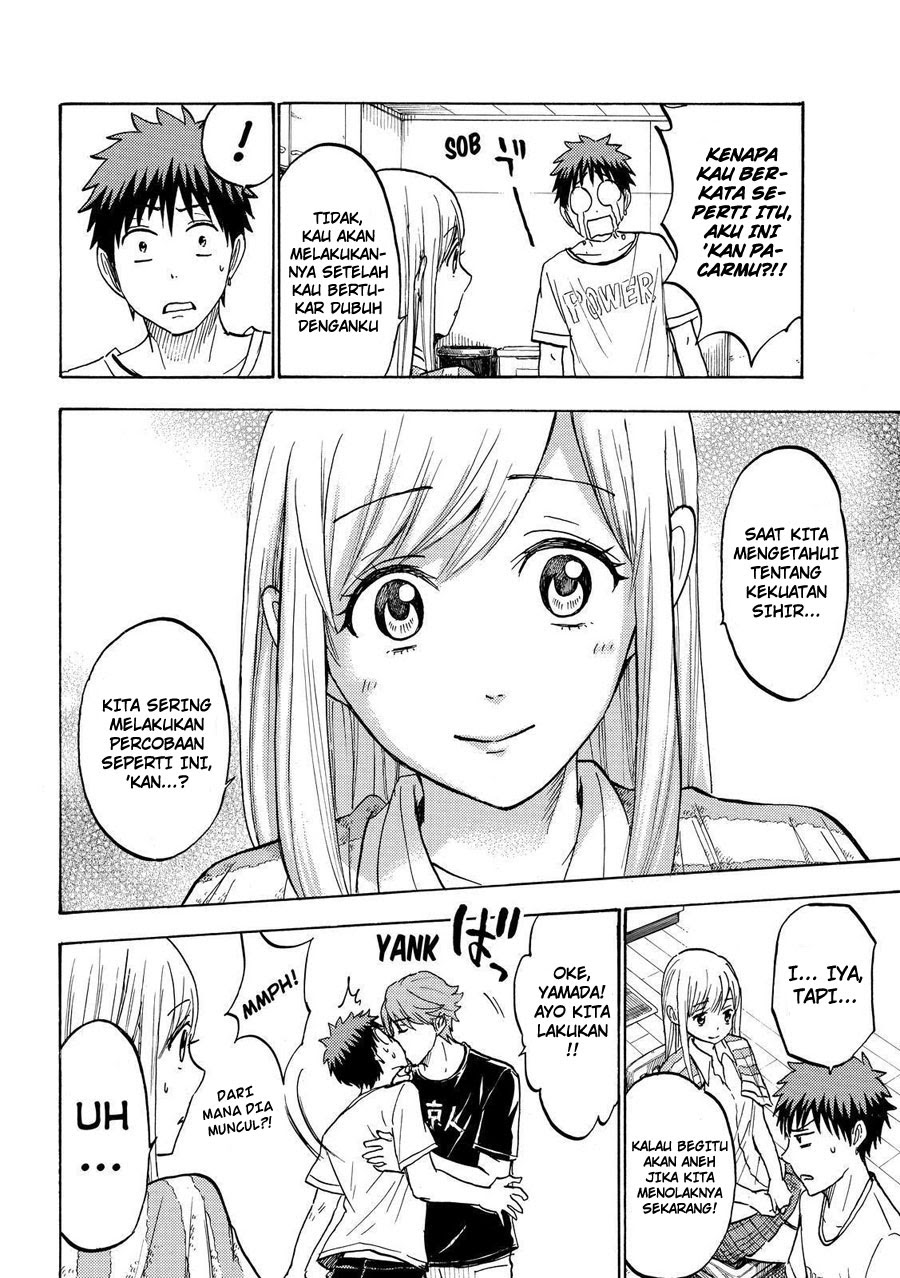 KENAPA
KAU BER-
KATA SE-
PERTI ITU,
AKU INI
'KAN PA-
CARMU?!!
POWER
SOB
TIDAK,
KAU AKAN
MELAKUKAN-
NYA SETELAH
KAU BERTU-
KAR DUBUH
DENGANKU
!
SAAT KITA
MENGETAHUI
TENTANG
KEKUATAN
SIHIR...
KITA SERING
MELAKUKAN
PERCOBAAN
SEPERTI INI,
'KAN...?
I... IYA,
TAPI...
KALAU BEGITU
AKAN ANEH
JIKA KITA
MENOLAKNYA
SEKARANG!
OKE,
YAMADA!
AYO KITA
LAKUKAN
!!
ばっ
YANK
MMPH!
京人
DARI
MANA DIA
MUNCUL?!
UH
...